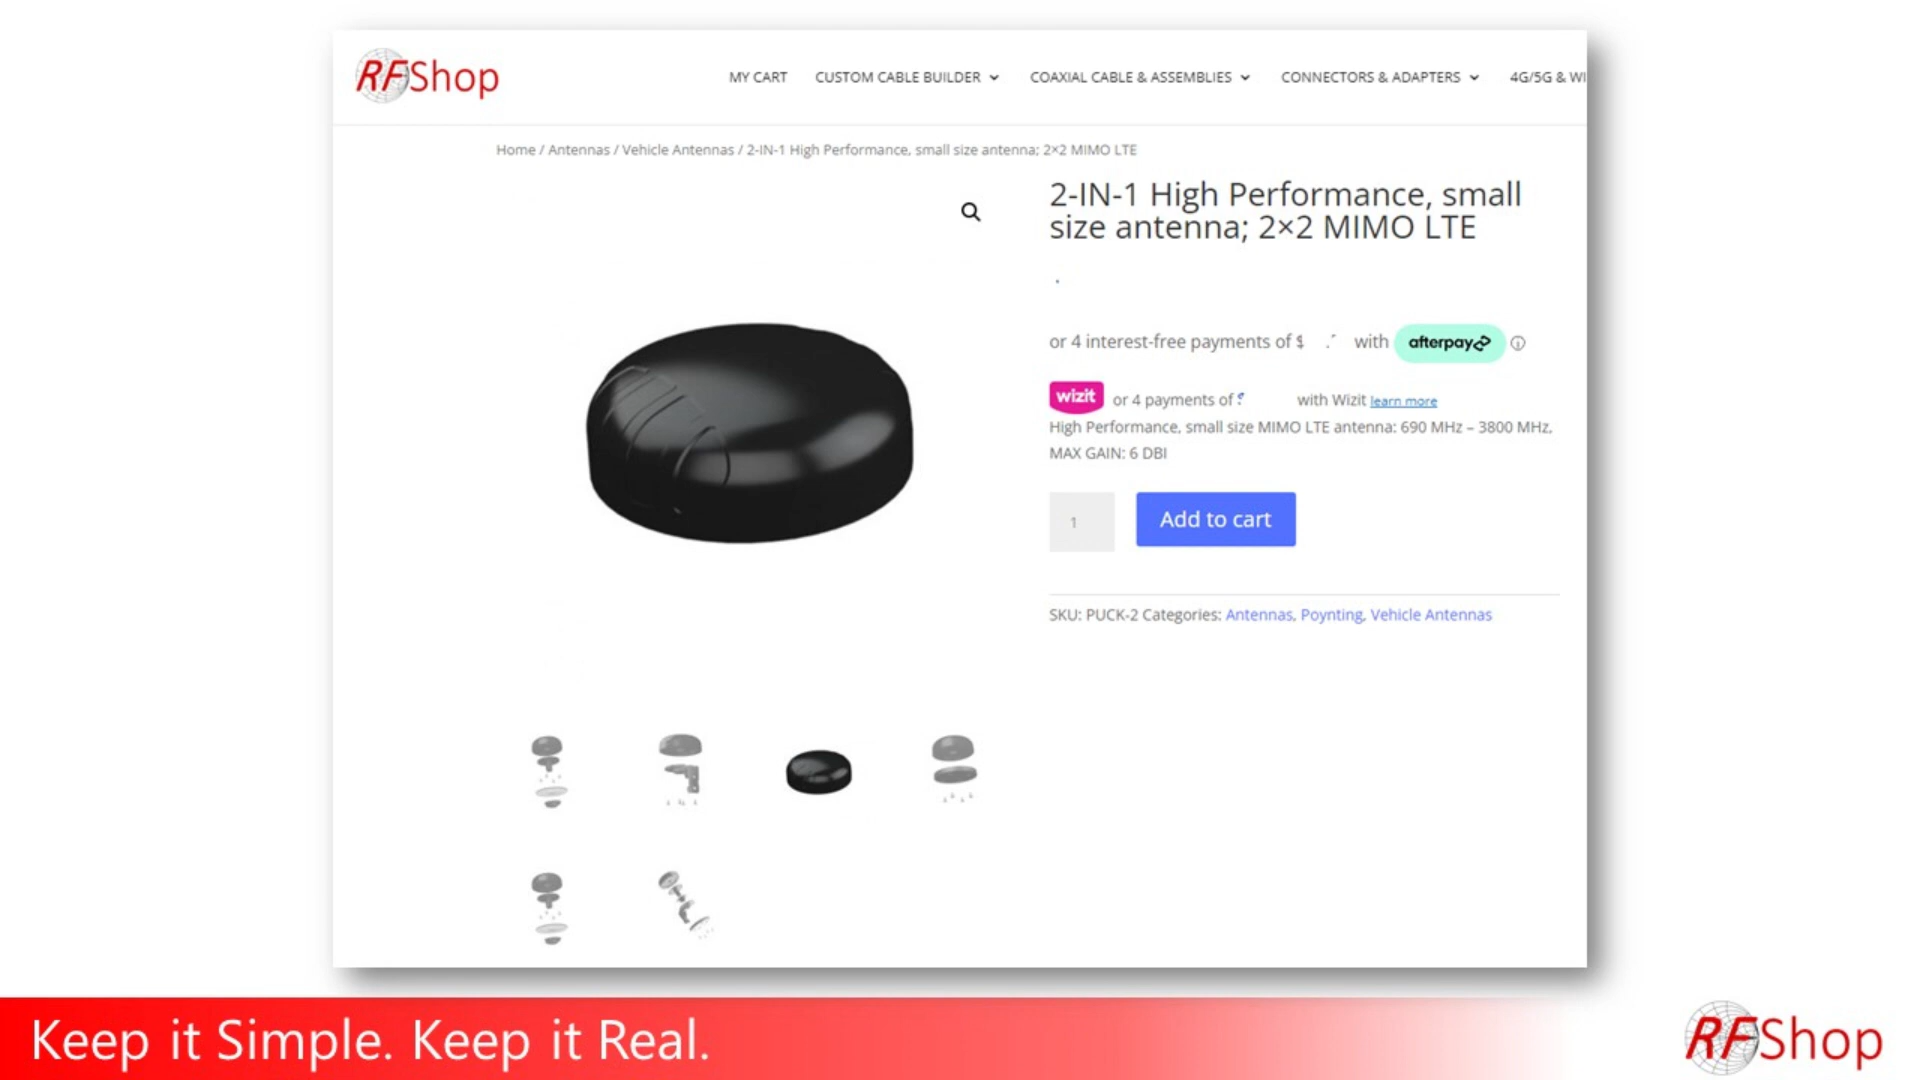 RFShop
MY CART CUSTOM CABLE BUILDER COAXIAL CABLE & ASSEMBLIES CONNECTORS & ADAPTERS 4G/5G & WI
Home / Antennas / Vehicle Antennas / 2-IN-1 High Performance, small size antenna; 2×2 MIMO LTE
2-IN-1 High Performance, small
size antenna; 2×2 MIMO LTE
or 4 interest-free payments of $ with afterpay
wizit or 4 payments of with Wizit learn more
High Performance, small size MIMO LTE antenna: 690 MHz – 3800 MHz,
MAX GAIN: 6 DBI
1
Add to cart
SKU: PUCK-2 Categories: Antennas, Poynting, Vehicle Antennas
Keep it Simple. Keep it Real.
RFShop